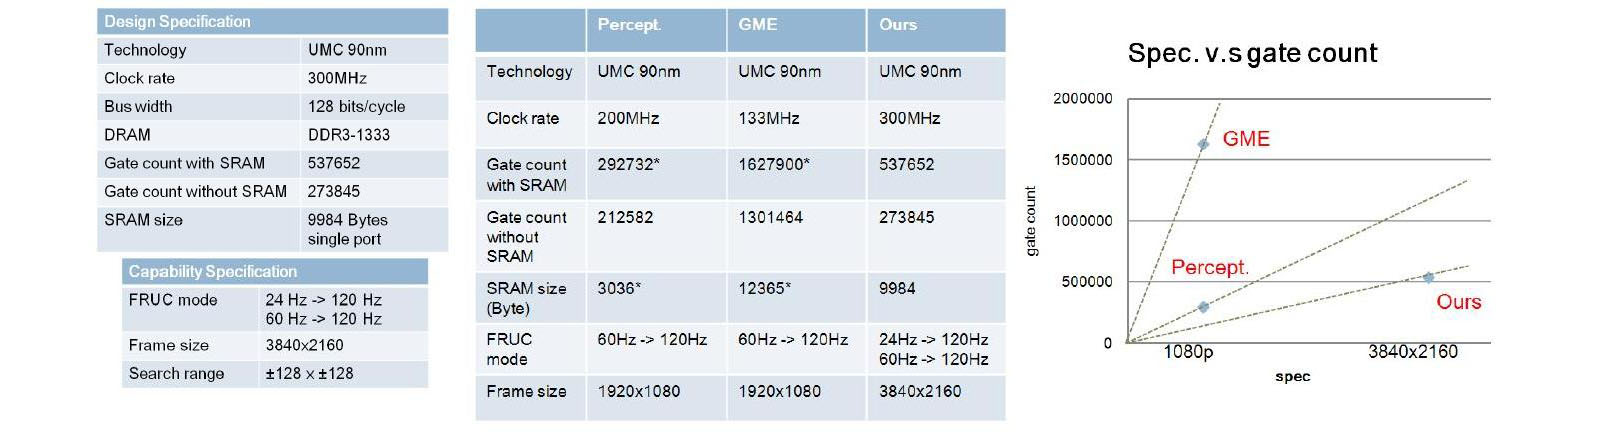 Design Specification
Technology UMC 90nm
Clock rate 300MHz
Bus width 128 bits/cycle
DRAM DDR3-1333
Gate count with SRAM 537652
Gate count without SRAM 273845
SRAM size 9984 Bytes
single port
Capability Specification
FRUC mode 24 Hz -> 120 Hz
60 Hz -> 120 Hz
Frame size 3840x2160
Search range ±128 x ±128
Percept. GME Ours
Technology UMC 90nm UMC 90nm UMC 90nm
Clock rate 200MHz 133MHz 300MHz
Gate count 292732* 1627900* 537652
with SRAM
Gate count 212582 1301464 273845
without
SRAM
SRAM size 3036* 12365* 9984
(Byte)
FRUC 60Hz -> 120Hz 60Hz -> 120Hz 24Hz -> 120Hz
mode 60Hz -> 120Hz
Frame size 1920x1080 1920x1080 3840x2160
Spec. v.s gate count
2000000
1500000
1000000
500000
0
gate count
GME
Percept.
Ours
1080p 3840x2160
spec